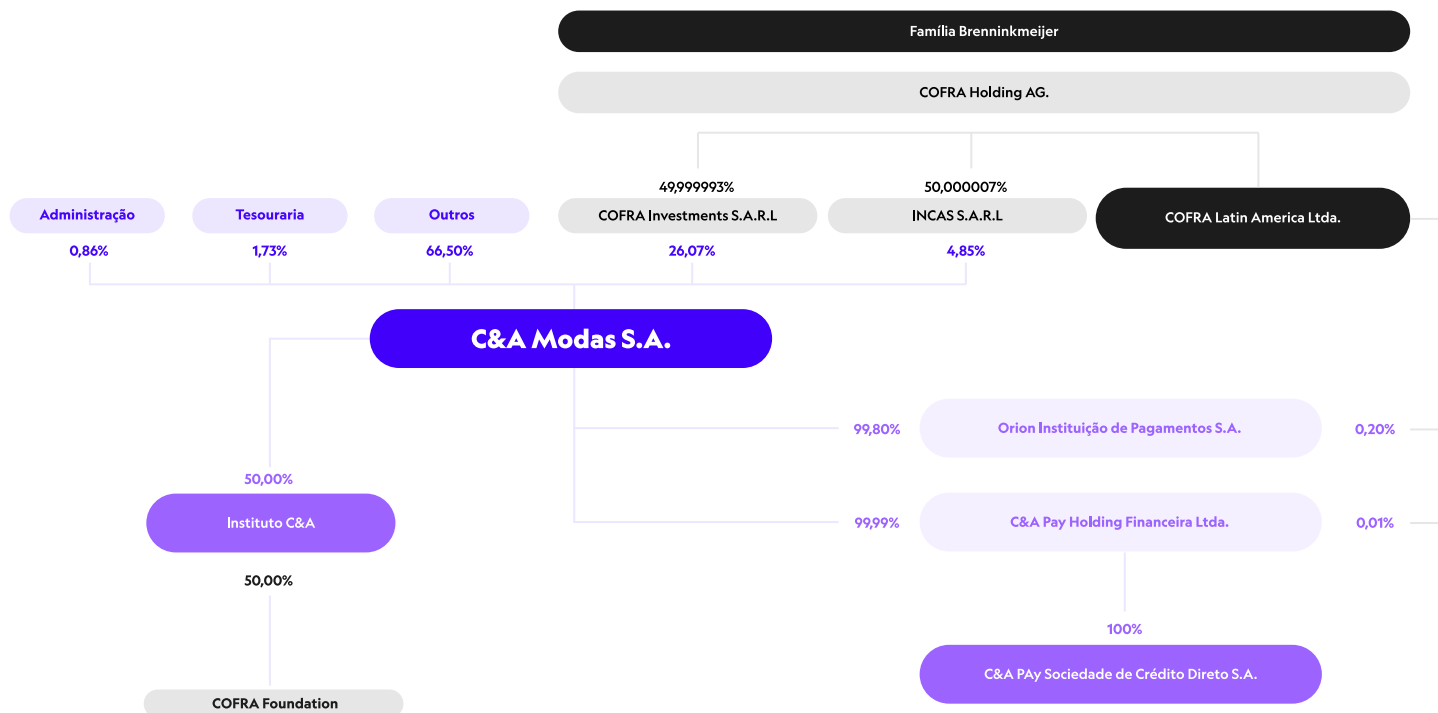 Família Brenninkmeijer
COFRA Holding AG.
49,999993%
50,000007%
Administração
Tesouraria
Outros
COFRA Investments S.A.R.L
INCAS S.A.R.L
COFRA Latin America Ltda.
0,86%
1,73%
66,50%
26,07%
4,85%
C&A Modas S.A.
99,80%
Orion Instituição de Pagamentos S.A.
0,20%
50,00%
Instituto C&A
99,99%
C&A Pay Holding Financeira Ltda.
0,01%
50,00%
100%
C&A PAy Sociedade de Crédito Direto S.A.
COFRA Foundation